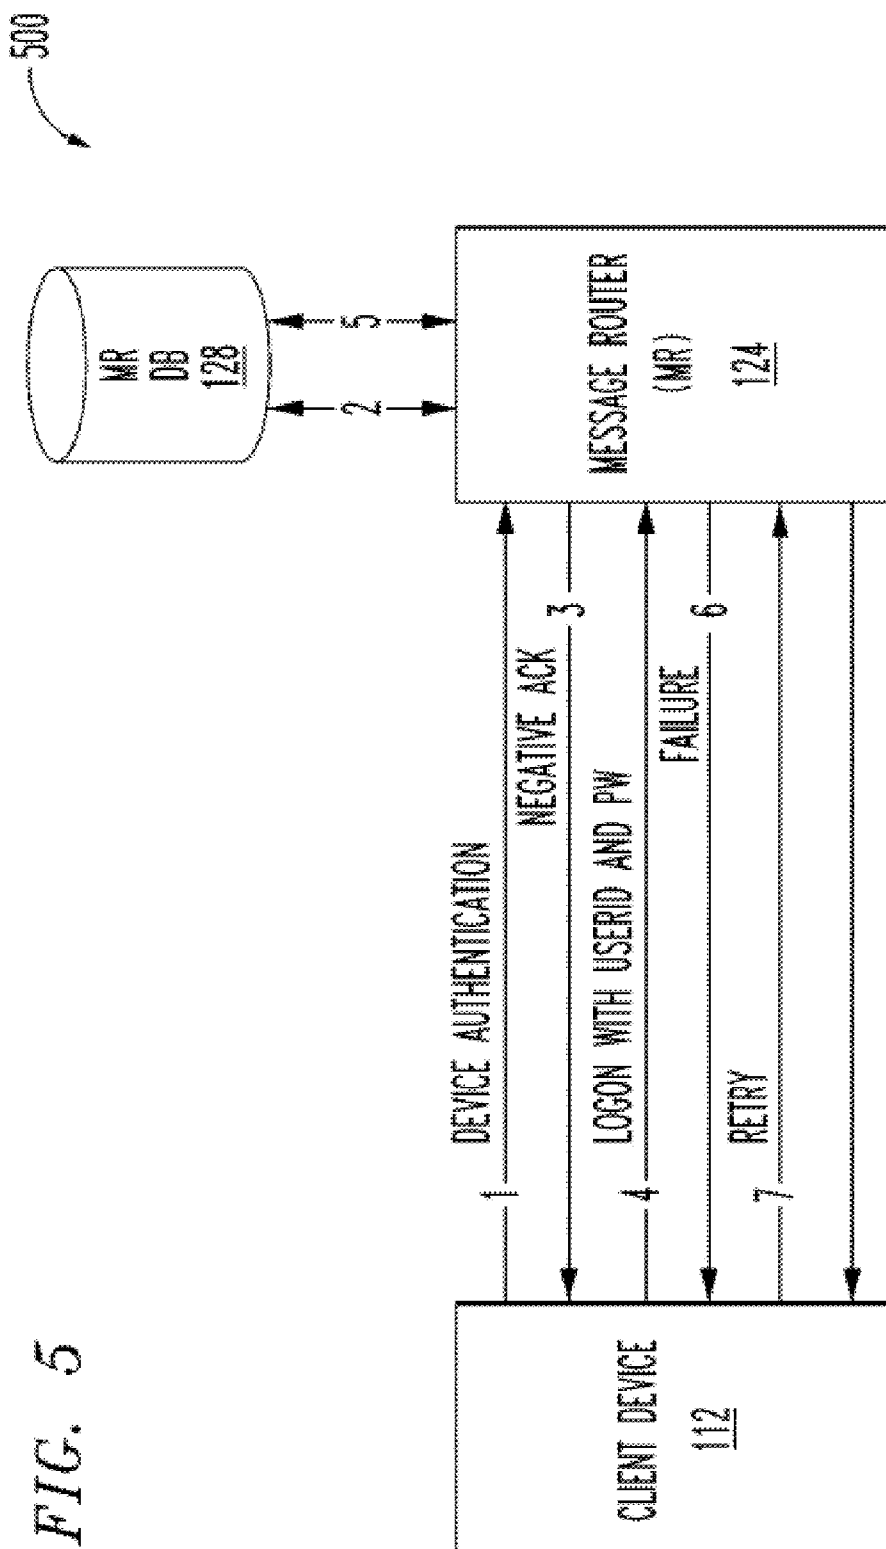 FIG. 5
500
MR
DB
128
2
5
DEVICE AUTHENTICATION
1
NEGATIVE ACK
3
LOGON WITH USERID AND PW
4
FAILURE
6
RETRY
7
CLIENT DEVICE
112
MESSAGE ROUTER
(MR)
124